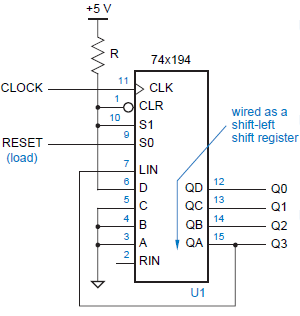 +5 V
R
74x194
CLOCK
11
CLK
1
CLR
10
S1
RESET
(load)
9
S0
wired as a
shift-left
shift register
7
LIN
6
D
QD
12
Q0
5
C
QC
13
Q1
4
B
QB
14
Q2
3
A
QA
15
Q3
2
RIN
U1